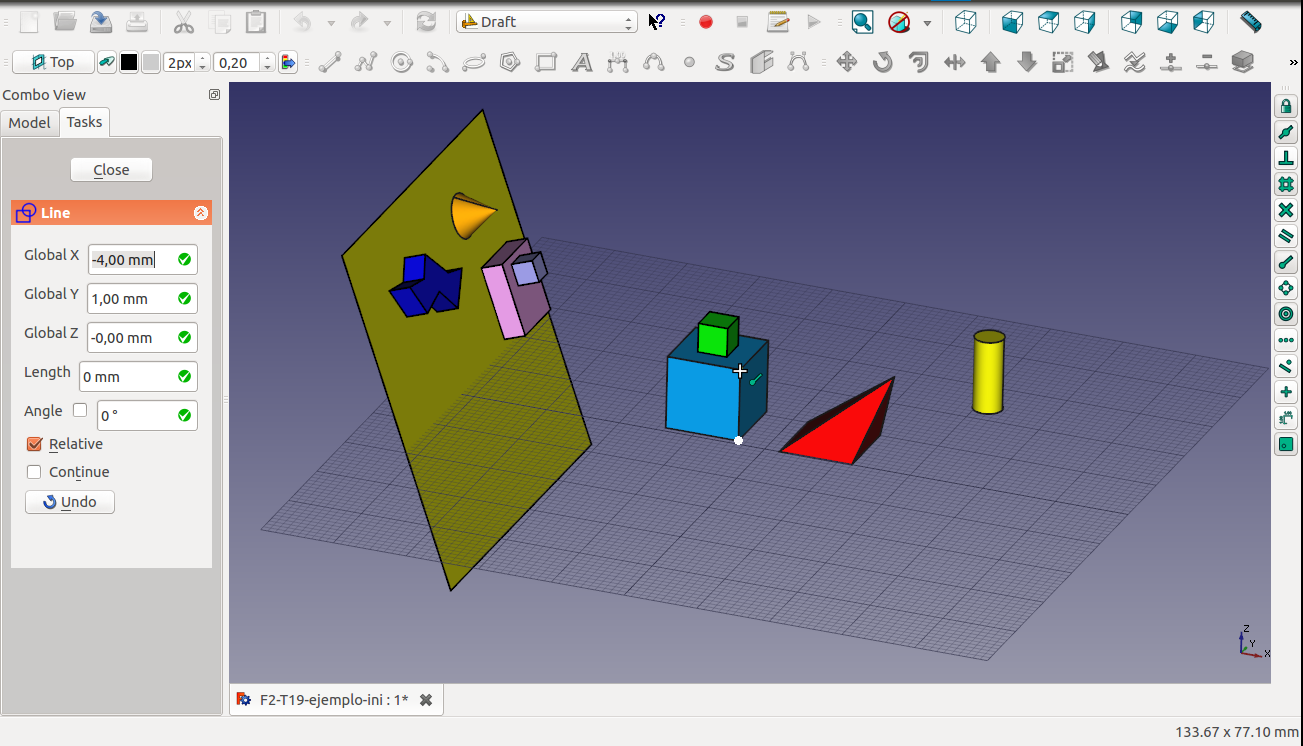 Draft
Top
2px
0,20
»
Combo View
Model
Tasks
Close
Line
Global X
-4,00 mm
Global Y
1,00 mm
Global Z
-0,00 mm
Length
0 mm
Angle
0 °
Relative
Continue
Undo
Z
Y
X
F2-T19-ejemplo-ini : 1*
133.67 x 77.10 mm